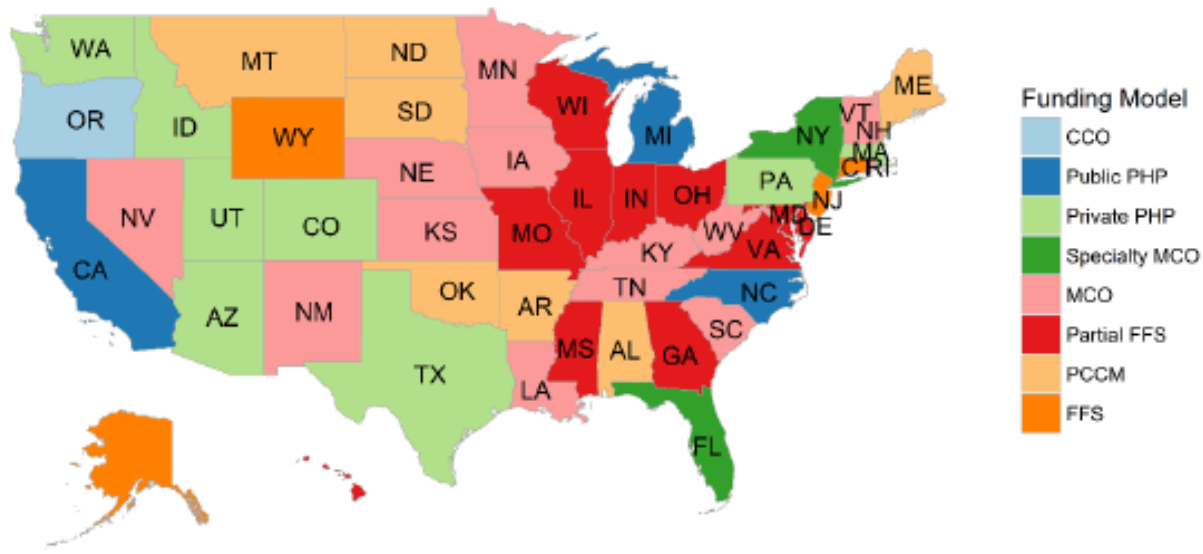 WA
MT
ND
MN
ME
OR
ID
SD
WI
VT
NH
WY
MI
NY
MA
CT
RI
IA
NE
PA
NJ
NV
UT
CO
IL
IN
OH
MD
DE
KS
MO
WV
CA
KY
VA
AZ
NM
OK
AR
TN
NC
SC
TX
LA
MS
AL
GA
FL
Funding Model
CCO
Public PHP
Private PHP
Specialty MCO
MCO
Partial FFS
PCCM
FFS